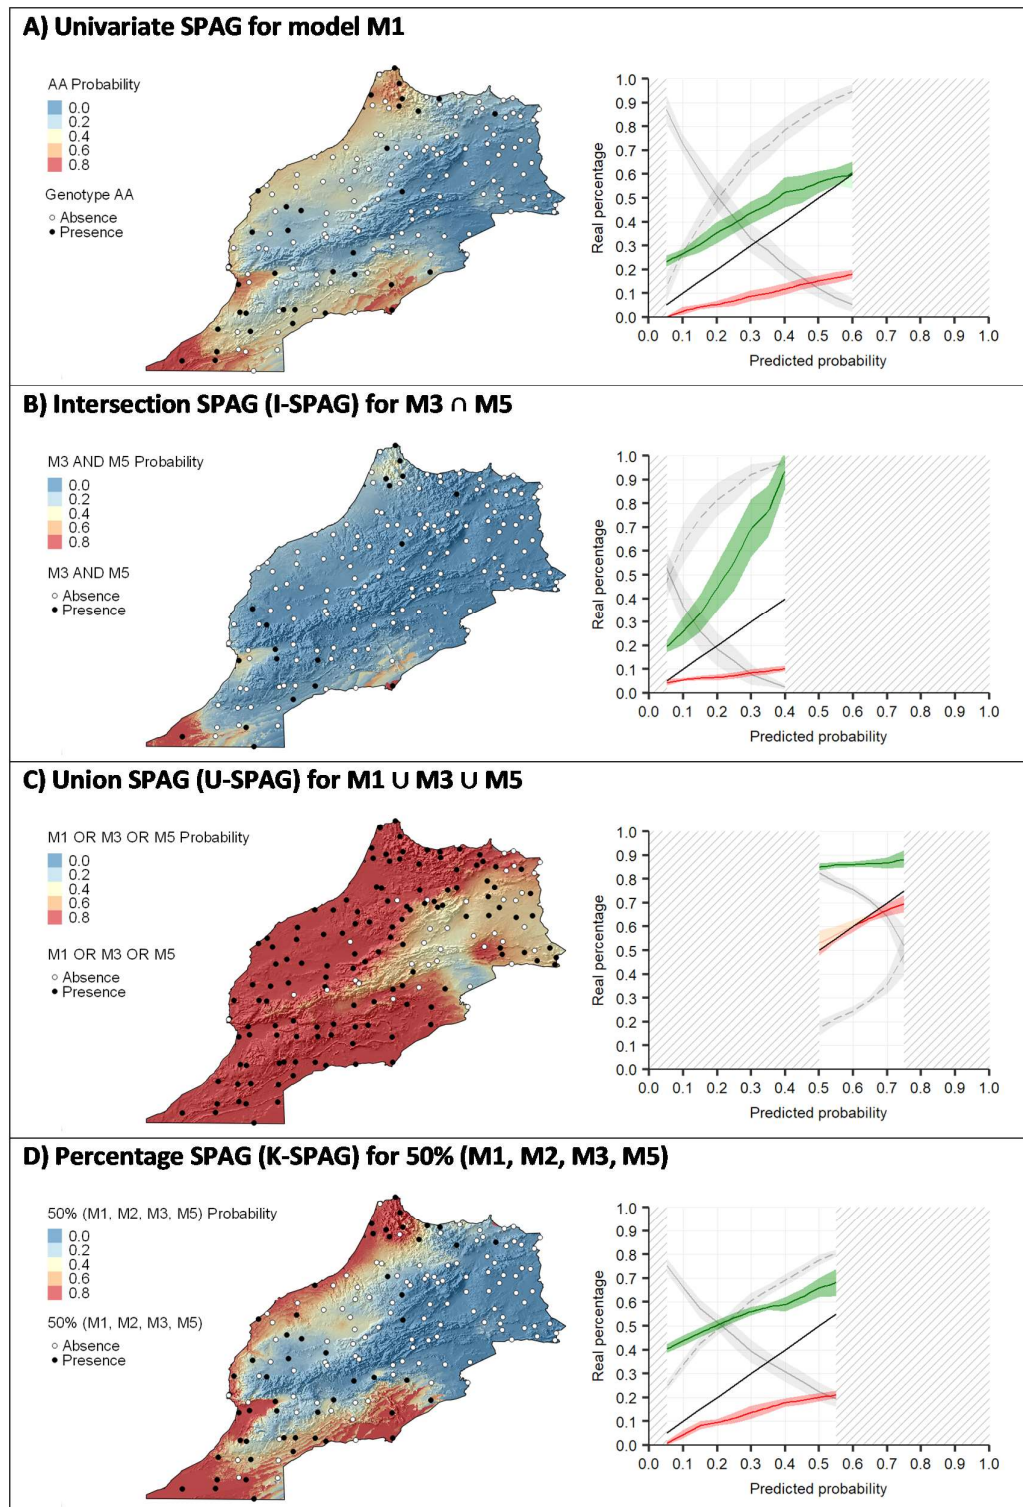 A) Univariate SPAG for model M1
AA Probability
0.0
0.2
0.4
0.6
0.8
Genotype AA
Absence
Presence
1.0
0.9
0.8
0.7
0.6
0.5
0.4
0.3
0.2
0.1
0.0
Real percentage
0.0 0.1 0.2 0.3 0.4 0.5 0.6 0.7 0.8 0.9 1.0
Predicted probability
B) Intersection SPAG (I-SPAG) for M3 ∩ M5
M3 AND M5 Probability
0.0
0.2
0.4
0.6
0.8
M3 AND M5
Absence
Presence
1.0
0.9
0.8
0.7
0.6
0.5
0.4
0.3
0.2
0.1
0.0
Real percentage
0.0 0.1 0.2 0.3 0.4 0.5 0.6 0.7 0.8 0.9 1.0
Predicted probability
C) Union SPAG (U-SPAG) for M1 ∪ M3 ∪ M5
M1 OR M3 OR M5 Probability
0.0
0.2
0.4
0.6
0.8
M1 OR M3 OR M5
Absence
Presence
1.0
0.9
0.8
0.7
0.6
0.5
0.4
0.3
0.2
0.1
0.0
Real percentage
0.0 0.1 0.2 0.3 0.4 0.5 0.6 0.7 0.8 0.9 1.0
Predicted probability
D) Percentage SPAG (K-SPAG) for 50% (M1, M2, M3, M5)
50% (M1, M2, M3, M5) Probability
0.0
0.2
0.4
0.6
0.8
50% (M1, M2, M3, M5)
Absence
Presence
1.0
0.9
0.8
0.7
0.6
0.5
0.4
0.3
0.2
0.1
0.0
Real percentage
0.0 0.1 0.2 0.3 0.4 0.5 0.6 0.7 0.8 0.9 1.0
Predicted probability